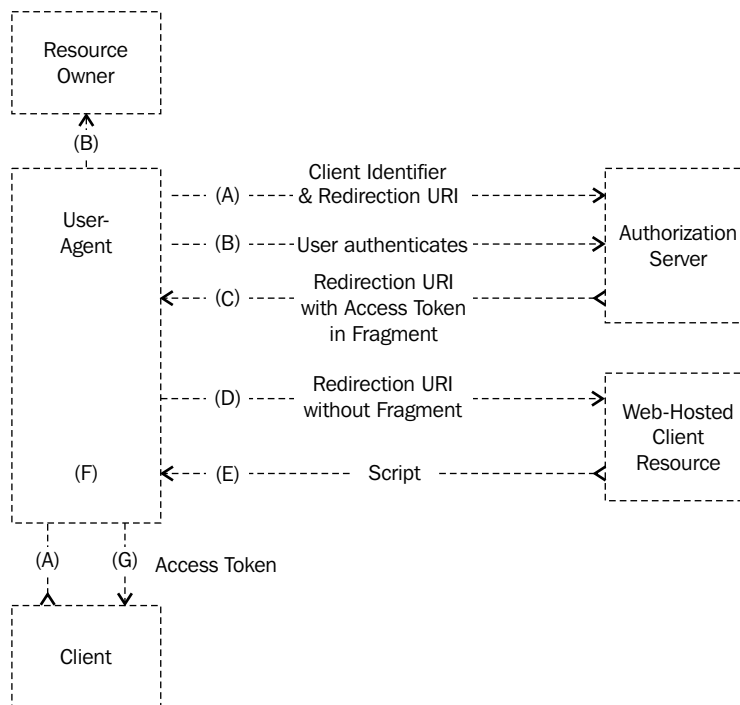 Resource
Owner
(B)
Client Identifier
(A)
& Redirection URI
User-
Agent
(B)
User authenticates
Authorization
Server
Redirection URI
(C)
with Access Token
in Fragment
Redirection URI
(D)
without Fragment
Web-Hosted
Client
Resource
(F)
(E)
Script
(A)
(G)
Access Token
Client